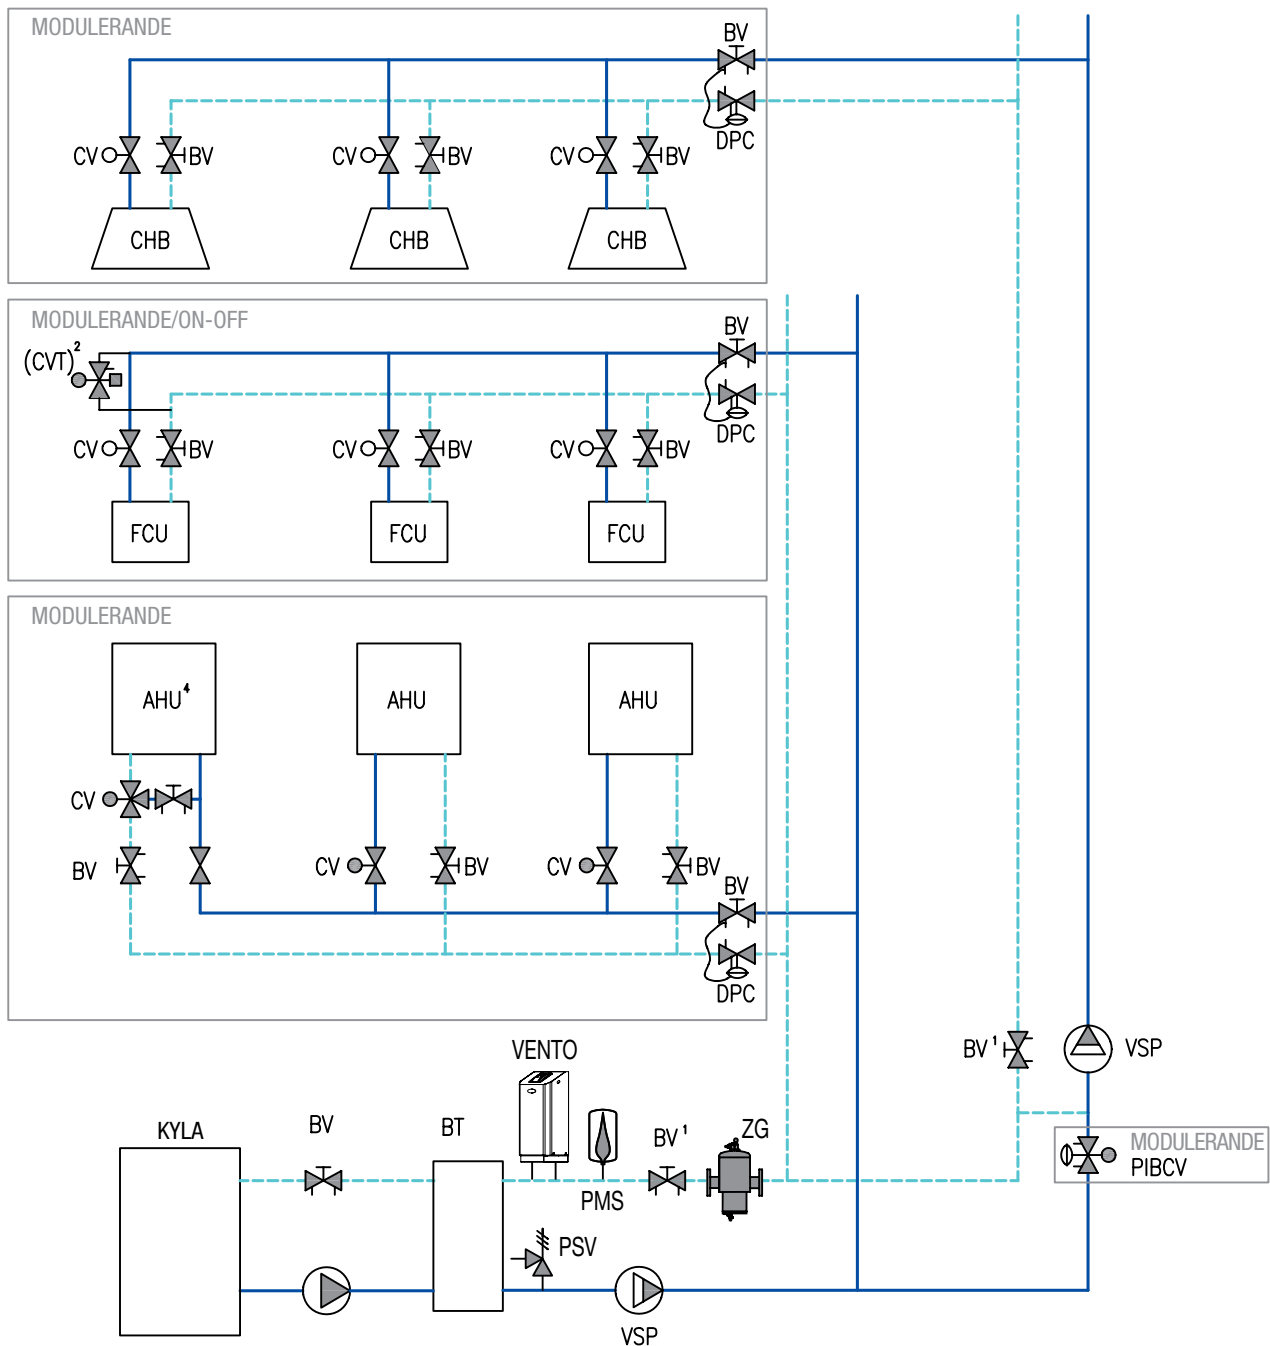 MODULERANDE
BV
DPC
CV BV CV BV CV BV
CHB CHB CHB
MODULERANDE/ON-OFF
(CVT)²
BV
DPC
CV BV CV BV CV BV
FCU FCU FCU
MODULERANDE
AHU⁴ AHU AHU
CV
BV CV BV CV BV
BV
DPC
BV¹ VSP
VENTO
KYLA BV BT BV¹ ZG
MODULERANDE
PIBCV
PMS
PSV
VSP